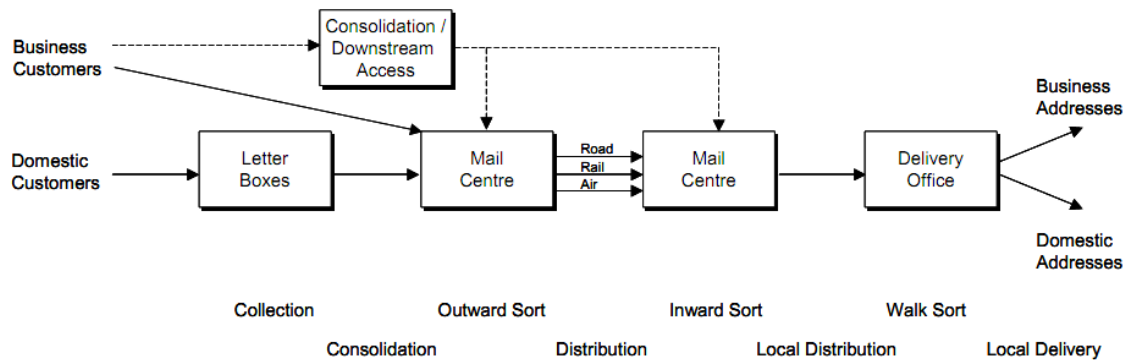 Business
Customers
Consolidation /
Downstream
Access
Domestic
Customers
Letter
Boxes
Mail
Centre
Road
Rail
Air
Mail
Centre
Delivery
Office
Business
Addresses
Domestic
Addresses
Collection
Outward Sort
Inward Sort
Walk Sort
Consolidation
Distribution
Local Distribution
Local Delivery